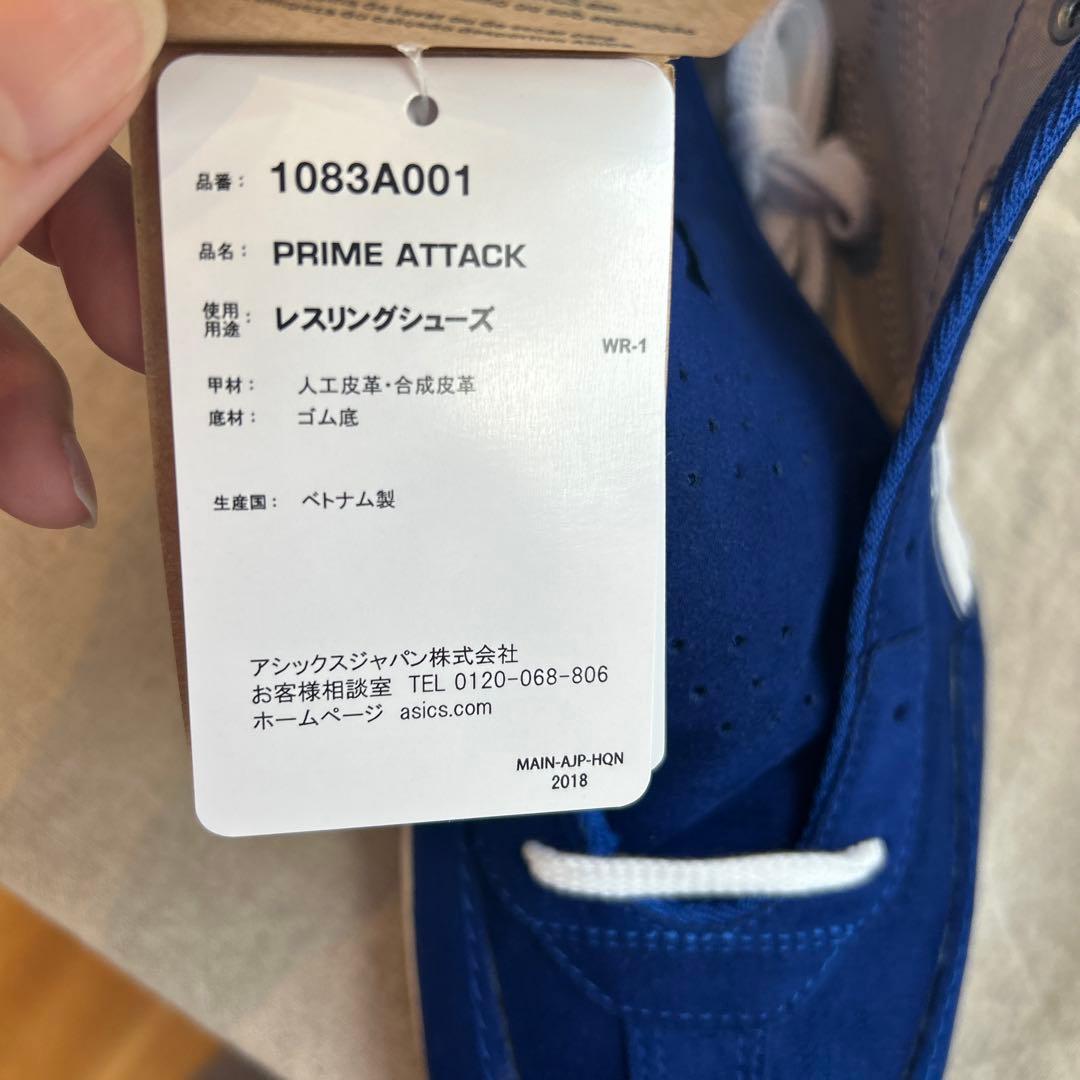 品番： 1083A001
品名： PRIME ATTACK
使用用途： レスリングシューズ
WR-1
甲材： 人工皮革・合成皮革
底材： ゴム底
生産国： ベトナム製
アシックスジャパン株式会社
お客様相談室 TEL 0120-068-806
ホームページ asics.com
MAIN-AJP-HQN
2018